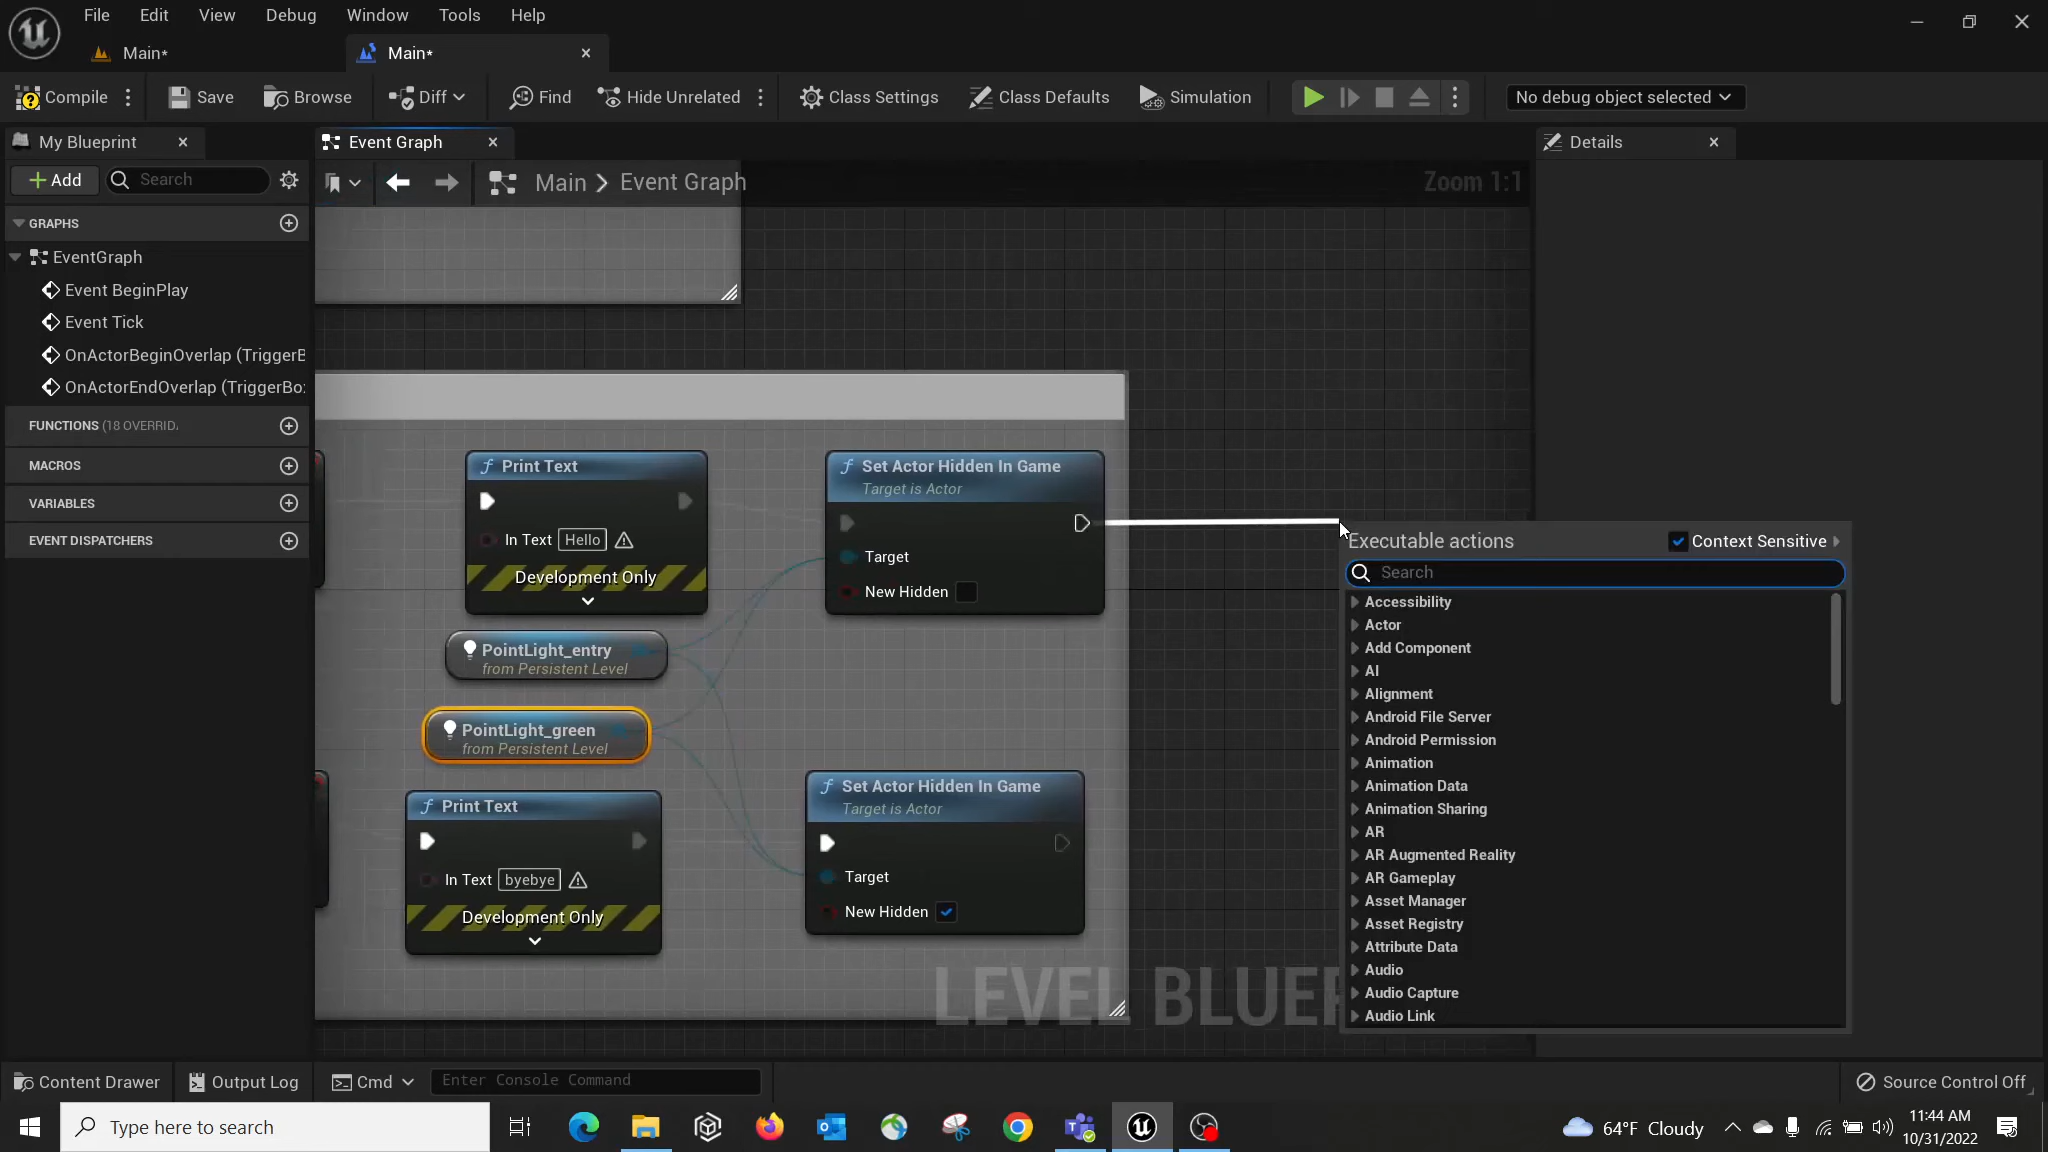 File Edit View Debug Window Tools Help
Main* Main*
Compile Save Browse Diff Find Hide Unrelated Class Settings Class Defaults Simulation No debug object selected
My Blueprint Event Graph Details
Add Search Main Event Graph Zoom 1:1
GRAPHS
EventGraph
Event BeginPlay
Event Tick
OnActorBeginOverlap (TriggerB
OnActorEndOverlap (TriggerBo
FUNCTIONS (18 OVERRID
MACROS
VARIABLES
EVENT DISPATCHERS
Print Text
In Text Hello
Development Only
Set Actor Hidden In Game
Target is Actor
Target
New Hidden
PointLight_entry
from Persistent Level
PointLight_green
from Persistent Level
Print Text
In Text byebye
Development Only
Set Actor Hidden In Game
Target is Actor
Target
New Hidden
LEVEL BLUEP
Executable actions Context Sensitive
Search
Accessibility
Actor
Add Component
AI
Alignment
Android File Server
Android Permission
Animation
Animation Data
Animation Sharing
AR
AR Augmented Reality
AR Gameplay
Asset Manager
Asset Registry
Attribute Data
Audio
Audio Capture
Audio Link
Content Drawer Output Log Cmd Enter Console Command Source Control Off
Type here to search 64°F Cloudy 11:44 AM
10/31/2022